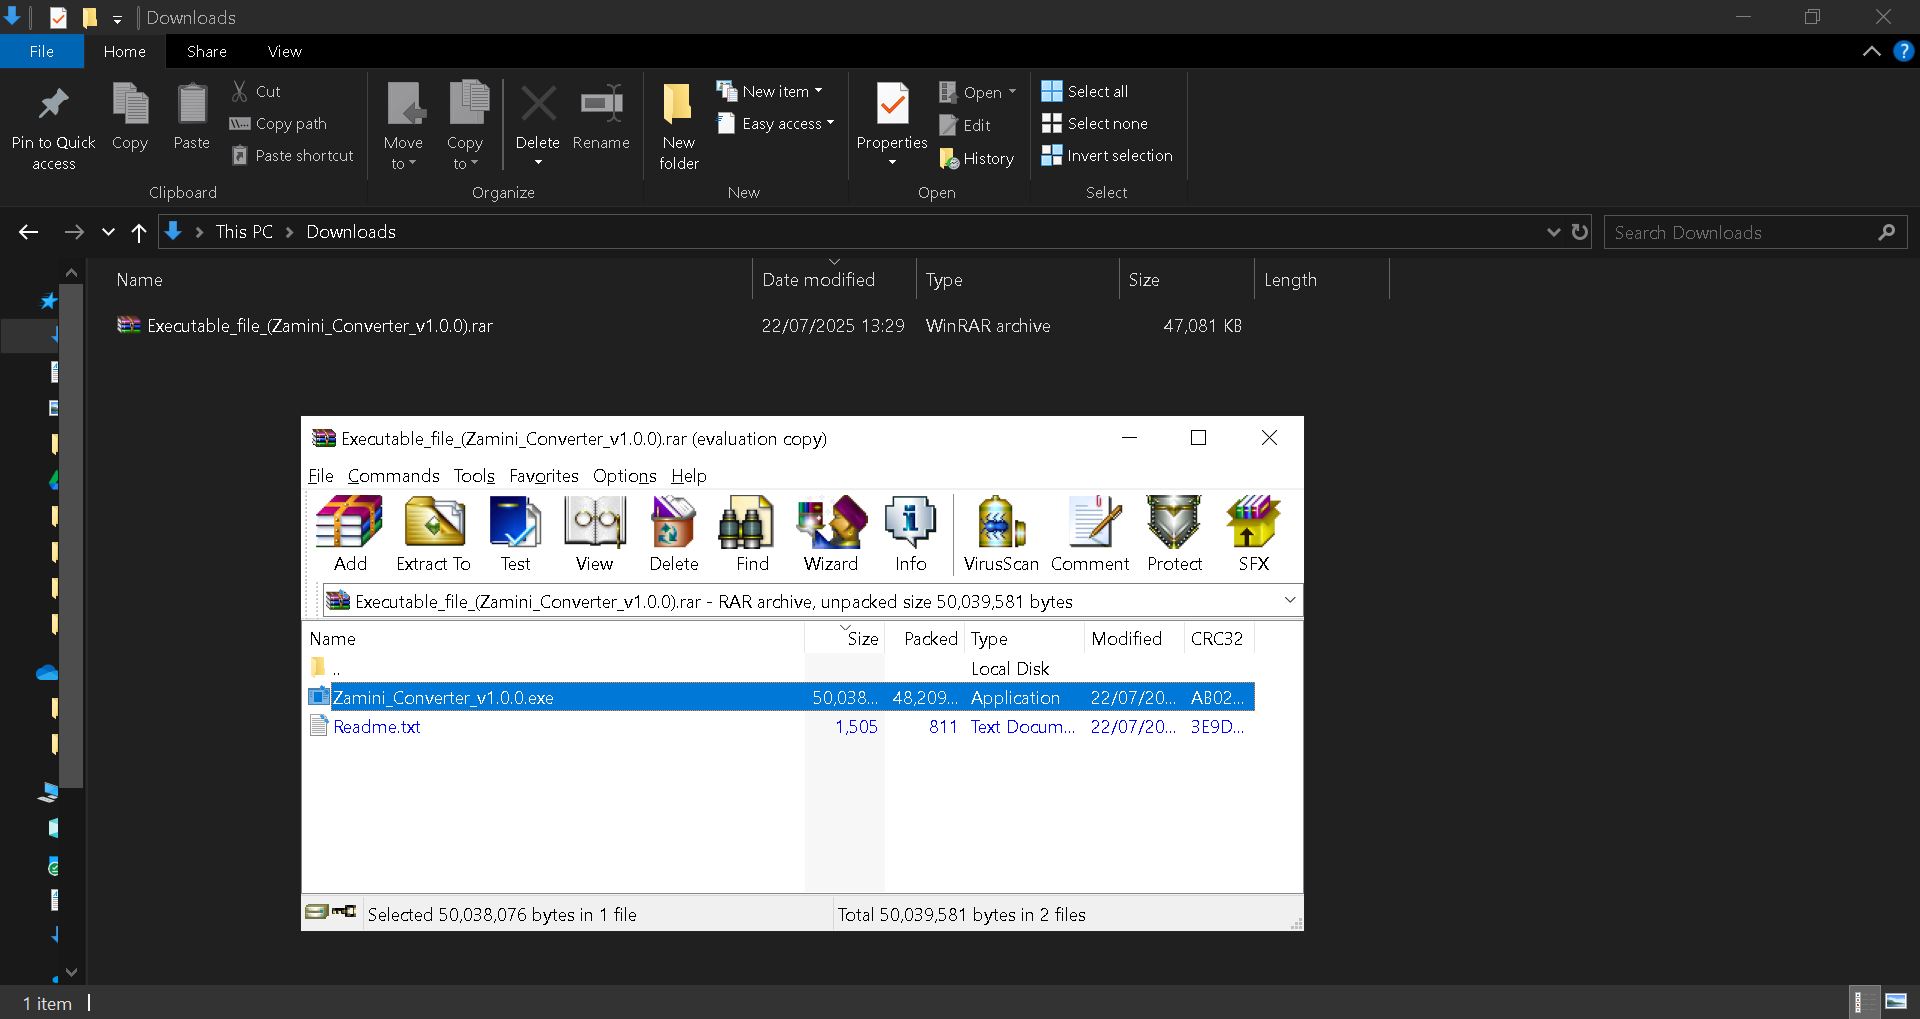 Downloads
File Home Share View
Pin to Quick access
Copy
Paste
Cut
Copy path
Paste shortcut
Clipboard
Move to
Copy to
Delete
Rename
Organize
New folder
New item
Easy access
New
Properties
Open
Edit
History
Open
Select all
Select none
Invert selection
Select
This PC > Downloads
Search Downloads
Name Date modified Type Size Length
Executable_file_(Zamini_Converter_v1.0.0).rar 22/07/2025 13:29 WinRAR archive 47,081 KB
Executable_file_(Zamini_Converter_v1.0.0).rar (evaluation copy)
File Commands Tools Favorites Options Help
Add Extract To Test View Delete Find Wizard Info VirusScan Comment Protect SFX
Executable_file_(Zamini_Converter_v1.0.0).rar - RAR archive, unpacked size 50,039,581 bytes
Name Size Packed Type Modified CRC32
.. Local Disk
Zamini_Converter_v1.0.0.exe 50,038... 48,209... Application 22/07/20... AB02...
Readme.txt 1,505 811 Text Docum... 22/07/20... 3E9D...
Selected 50,038,076 bytes in 1 file Total 50,039,581 bytes in 2 files
1 item